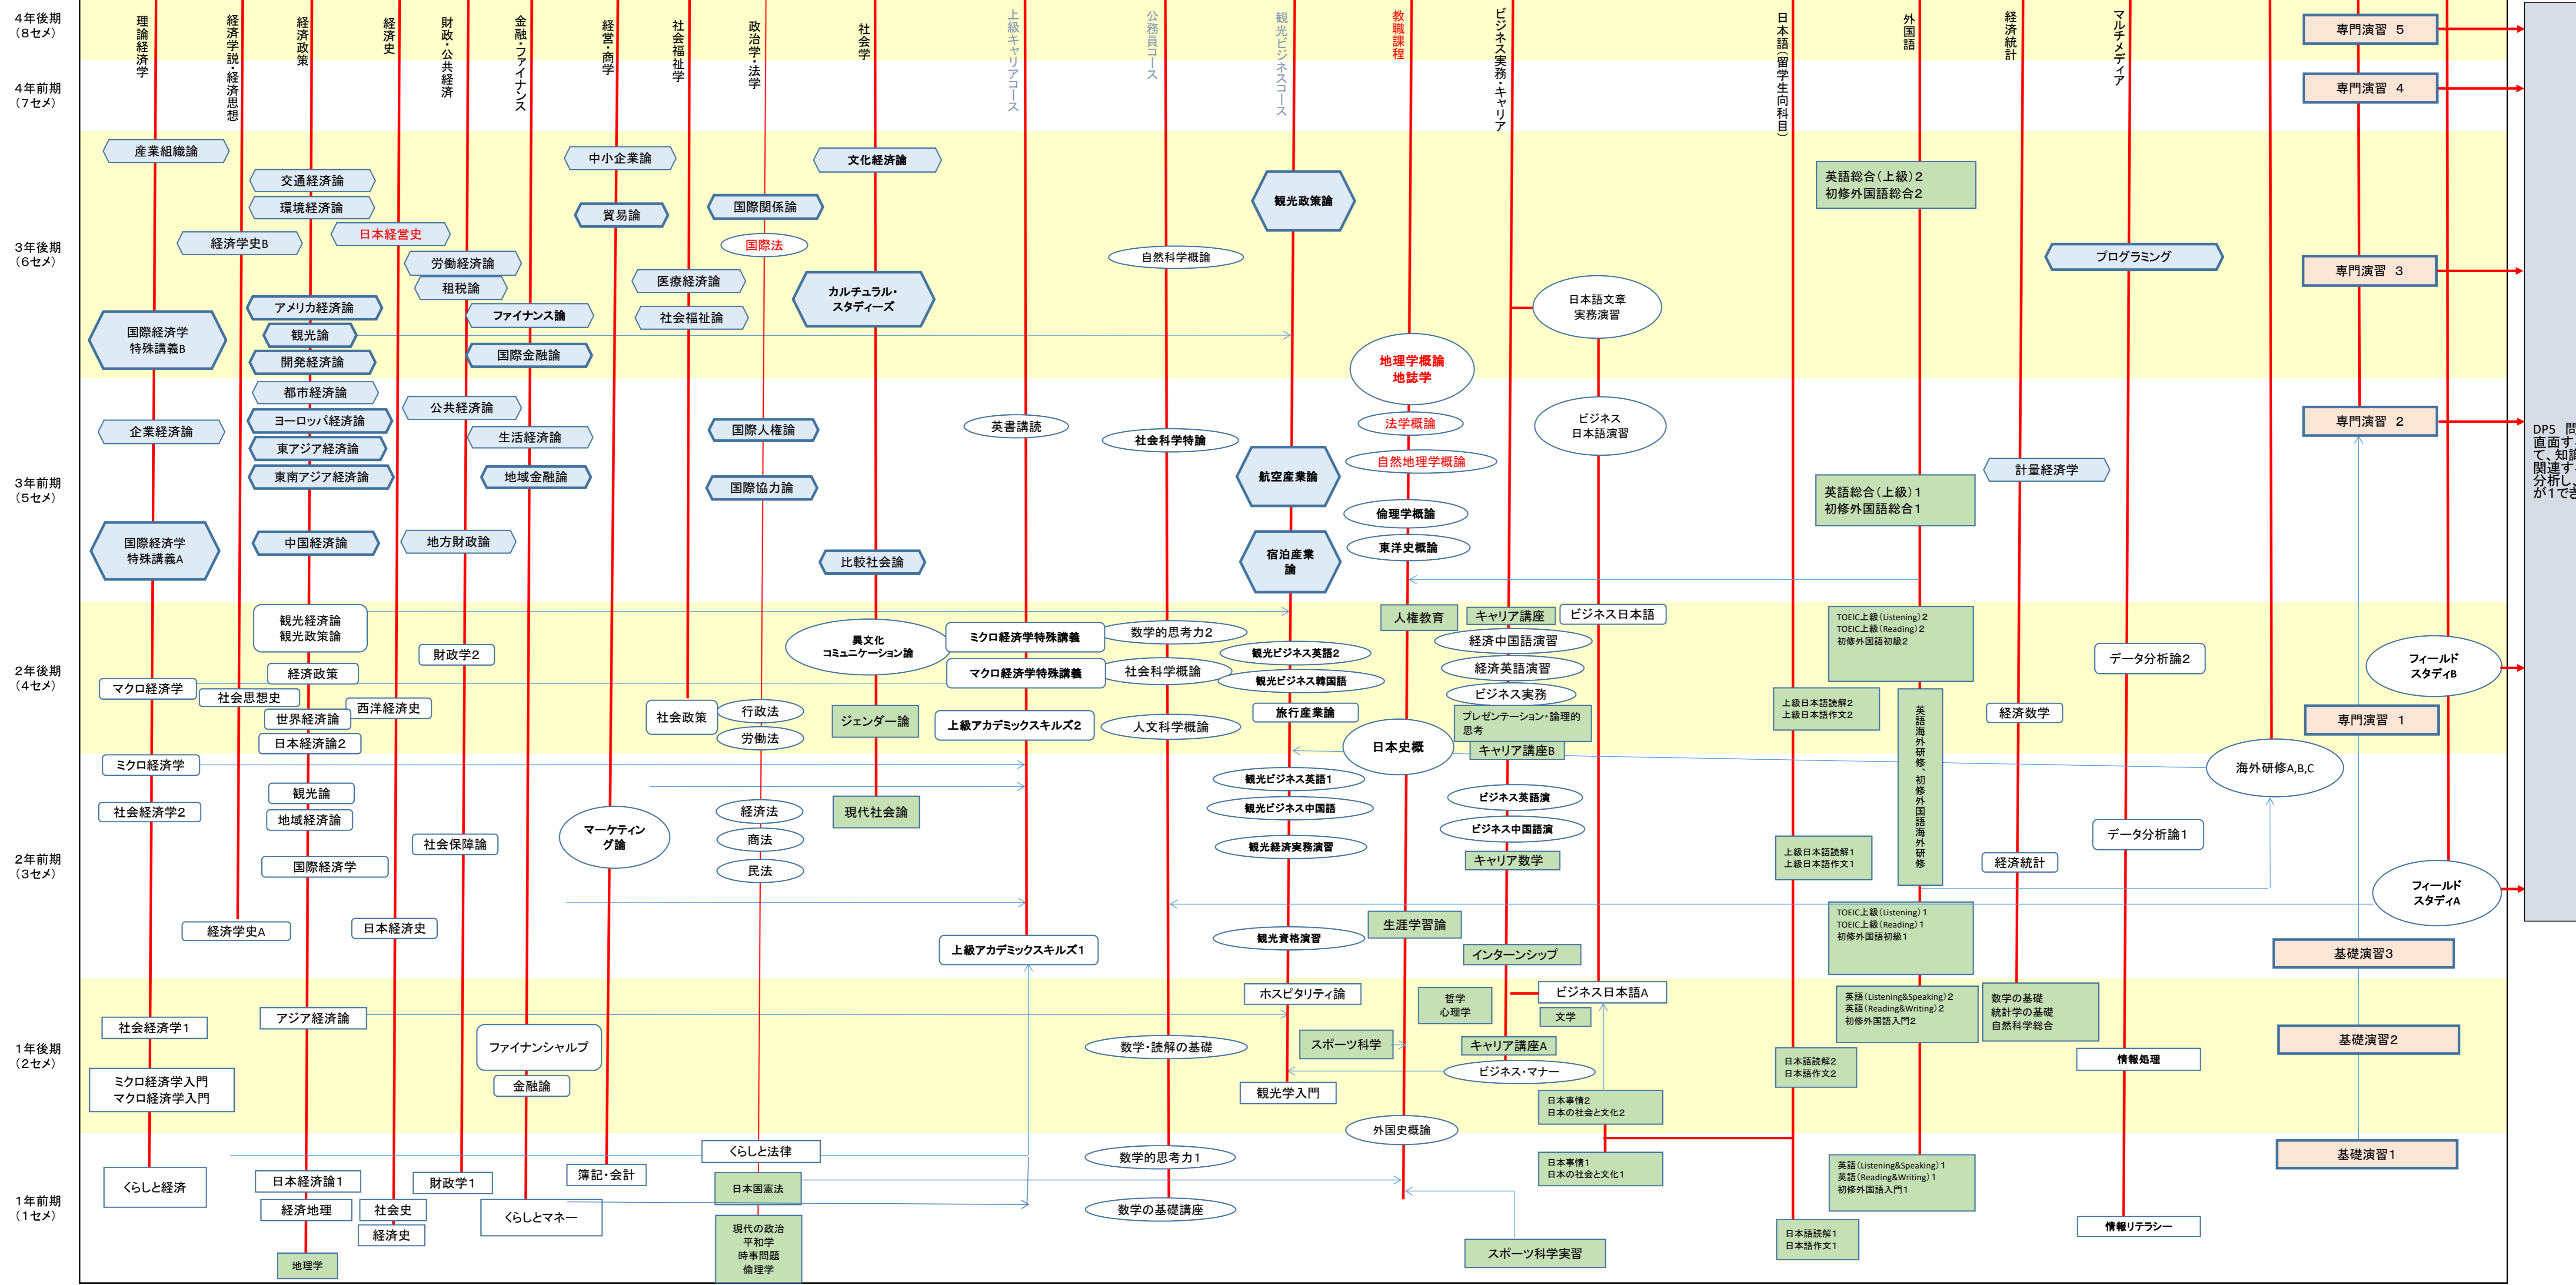 4年後期
(8セメ)
4年前期
(7セメ)
3年後期
(6セメ)
3年前期
(5セメ)
2年後期
(4セメ)
2年前期
(3セメ)
1年後期
(2セメ)
1年前期
(1セメ)
理論経済学
経済学説・経済思想
経済政策
経済史
財政・公共経済
金融・ファイナンス
経営・商学
社会福祉学
政治学・法学
社会学
上級キャリアコース
公務員コース
観光ビジネスコース
教職課程
ビジネス実務・キャリア
日本語(留学生向科目)
外国語
経済統計
マルチメディア
専門演習 5
専門演習 4
産業組織論
交通経済論
環境経済論
経済学史B
日本経営史
労働経済論
租税論
アメリカ経済論
観光論
開発経済論
国際経済学
特殊講義B
ファイナンス論
国際金融論
中小企業論
貿易論
医療経済論
社会福祉論
国際関係論
国際法
文化経済論
カルチュラル・
スタディーズ
自然科学概論
観光政策論
地理学概論
地誌学
日本語文章
実務演習
英語総合(上級)2
初修外国語総合2
プログラミング
専門演習 3
都市経済論
ヨーロッパ経済論
東アジア経済論
東南アジア経済論
中国経済論
企業経済論
国際経済学
特殊講義A
公共経済論
生活経済論
地域金融論
地方財政論
国際人権論
国際協力論
比較社会論
英書講読
社会科学特論
航空産業論
宿泊産業
論
法学概論
自然地理学概論
倫理学概論
東洋史概論
ビジネス
日本語演習
英語総合(上級)1
初修外国語総合1
計量経済学
専門演習 2
DP5 問
直面す
て、知識
関連す
分析し、
が1でき
観光経済論
観光政策論
経済政策
マクロ経済学
社会思想史
世界経済論
日本経済論2
西洋経済史
財政学2
社会政策
行政法
労働法
異文化
コミュニケーション論
ジェンダー論
ミクロ経済学特殊講義
マクロ経済学特殊講義
上級アカデミックスキルズ2
数学的思考力2
社会科学概論
人文科学概論
観光ビジネス英語2
観光ビジネス韓国語
旅行産業論
人権教育
日本史概
キャリア講座
経済中国語演習
経済英語演習
ビジネス実務
プレゼンテーション・論理的
思考
キャリア講座B
ビジネス日本語
上級日本語読解2
上級日本語作文2
TOEIC上級(Listening)2
TOEIC上級(Reading)2
初修外国語初級2
英語海外研修、初修外国語海外研修
経済数学
データ分析論2
専門演習 1
フィールド
スタディB
ミクロ経済学
社会経済学2
観光論
地域経済論
国際経済学
経済学史A
日本経済史
社会保障論
マーケティン
グ論
経済法
商法
民法
現代社会論
上級アカデミックスキルズ1
観光ビジネス英語1
観光ビジネス中国語
観光経済実務演習
観光資格演習
生涯学習論
ビジネス英語演
ビジネス中国語演
キャリア数学
インターンシップ
上級日本語読解1
上級日本語作文1
TOEIC上級(Listening)1
TOEIC上級(Reading)1
初修外国語初級1
経済統計
データ分析論1
海外研修A,B,C
フィールド
スタディA
基礎演習3
社会経済学1
ミクロ経済学入門
マクロ経済学入門
アジア経済論
ファイナンシャルプ
金融論
数学・読解の基礎
ホスピタリティ論
スポーツ科学
観光学入門
哲学
心理学
キャリア講座A
ビジネス・マナー
ビジネス日本語A
文学
日本事情2
日本の社会と文化2
日本語読解2
日本語作文2
英語(Listening&Speaking)2
英語(Reading&Writing)2
初修外国語入門2
数学の基礎
統計学の基礎
自然科学総合
情報処理
基礎演習2
くらしと経済
日本経済論1
経済地理
地理学
社会史
経済史
財政学1
くらしとマネー
簿記・会計
くらしと法律
日本国憲法
現代の政治
平和学
時事問題
倫理学
数学的思考力1
数学の基礎講座
外国史概論
スポーツ科学実習
日本事情1
日本の社会と文化1
日本語読解1
日本語作文1
英語(Listening&Speaking)1
英語(Reading&Writing)1
初修外国語入門1
情報リテラシー
基礎演習1